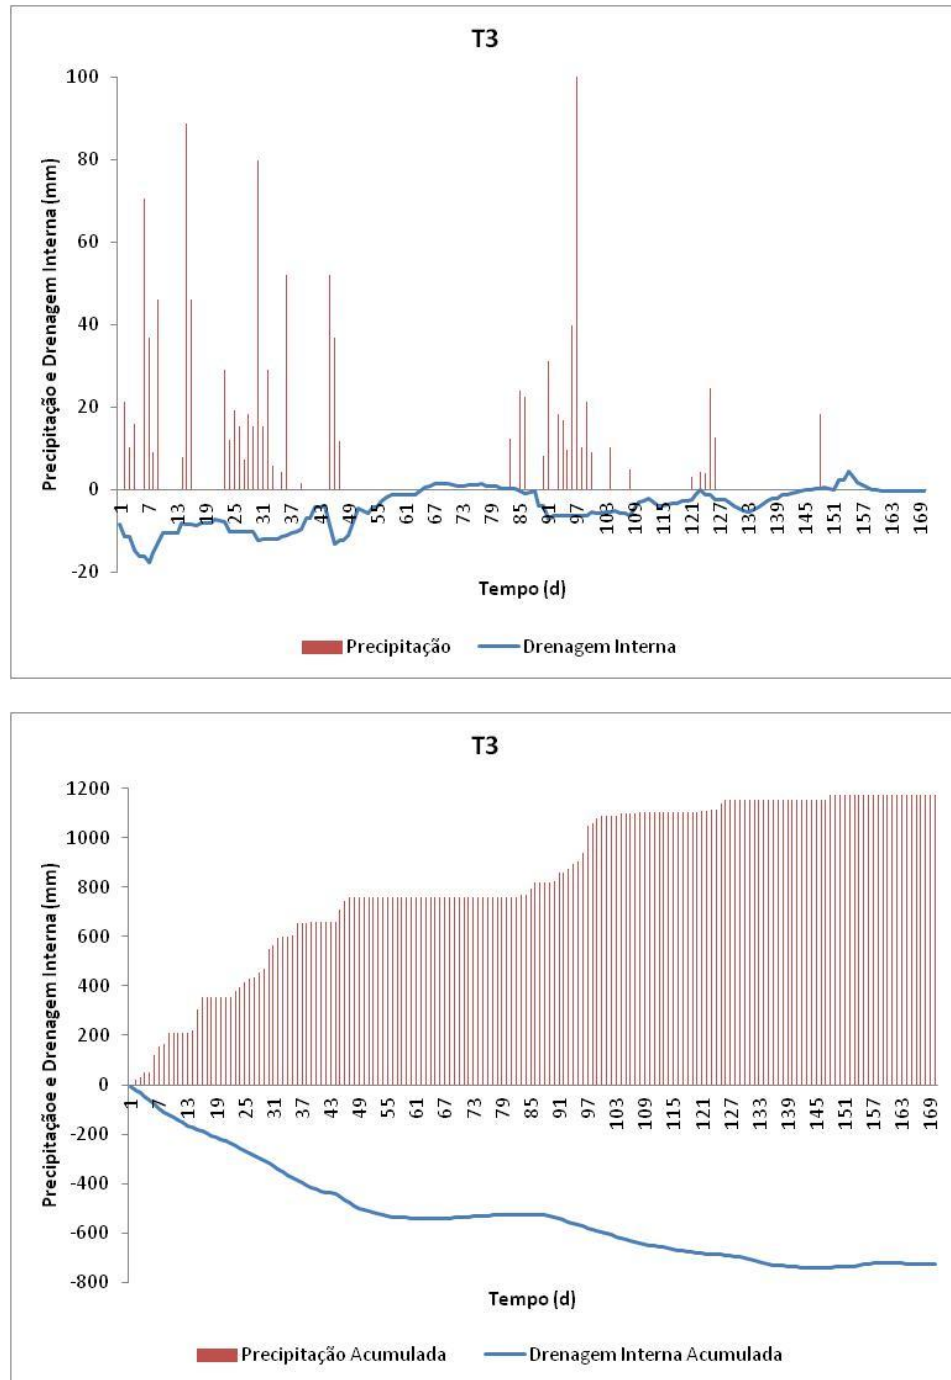 T3
Precipitação e Drenagem Interna (mm)
100
80
60
40
20
0
-20
1 7 13 19 25 31 37 43 49 55 61 67 73 79 85 91 97 103 109 115 121 127 133 139 145 151 157 163 169
Tempo (d)
Precipitação Drenagem Interna
T3
Precipitação e Drenagem Interna (mm)
1200
1000
800
600
400
200
0
-200
-400
-600
-800
1 7 13 19 25 31 37 43 49 55 61 67 73 79 85 91 97 103 109 115 121 127 133 139 145 151 157 163 169
Tempo (d)
Precipitação Acumulada Drenagem Interna Acumulada